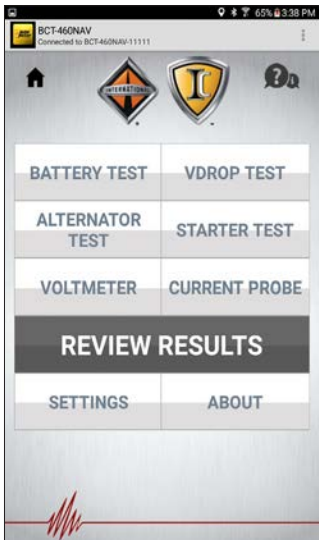 65% 3:38 PM
BCT-460NAV
Connected to BCT-460NAV-11111
INTERNATIONAL
BATTERY TEST
VDROP TEST
ALTERNATOR
TEST
STARTER TEST
VOLTMETER
CURRENT PROBE
REVIEW RESULTS
SETTINGS
ABOUT